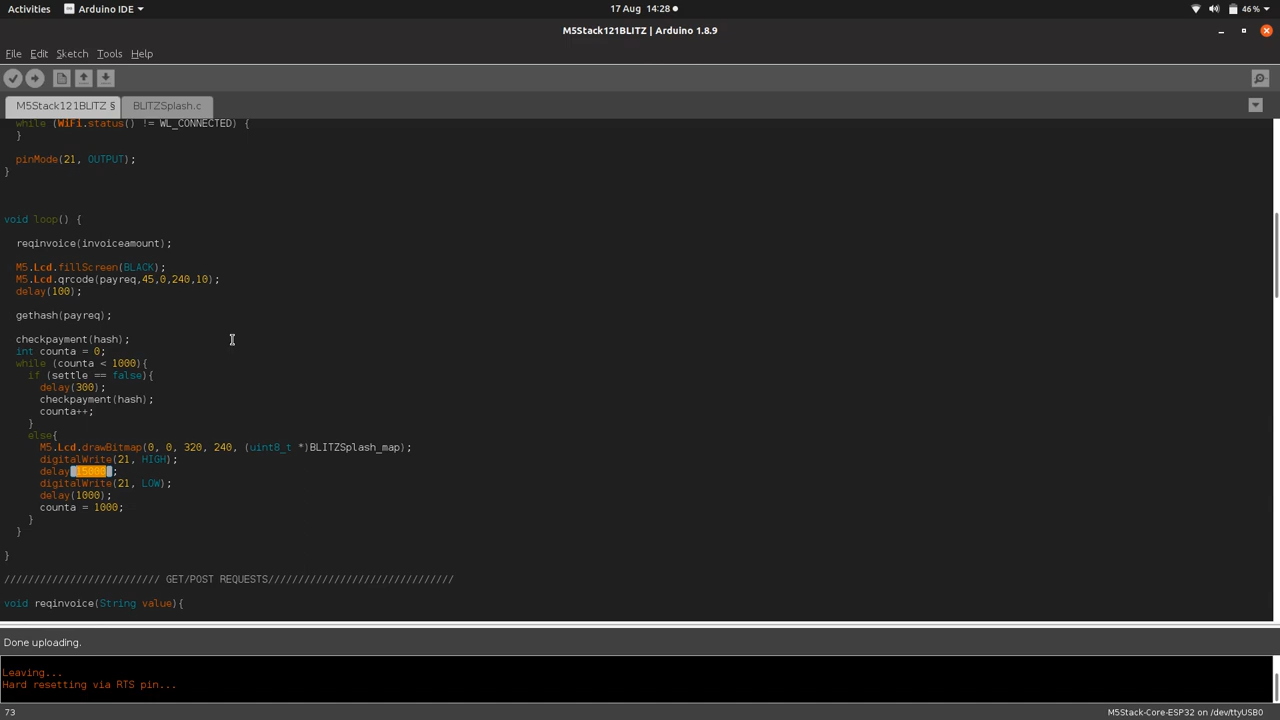 Activities Arduino IDE 17 Aug 14:28 46%
M5Stack121BLITZ | Arduino 1.8.9
File Edit Sketch Tools Help
M5Stack121BLITZ § BLITZSplash.c
while (WiFi.status() != WL_CONNECTED) {
}
pinMode(21, OUTPUT);
}
void loop() {
reqinvoice(invoiceamount);
M5.Lcd.fillScreen(BLACK);
M5.Lcd.qrcode(payreq,45,0,240,10);
delay(100);
gethash(payreq);
checkpayment(hash);
int counta = 0;
while (counta < 1000){
if (settle == false){
delay(300);
checkpayment(hash);
counta++;
}
else{
M5.Lcd.drawBitmap(0, 0, 320, 240, (uint8_t *)BLITZSplash_map);
digitalWrite(21, HIGH);
delay(15000);
digitalWrite(21, LOW);
delay(1000);
counta = 1000;
}
}
}
////////////////////////// GET/POST REQUESTS///////////////////////////////
void reqinvoice(String value){
Done uploading.
Leaving...
Hard resetting via RTS pin...
73 M5Stack-Core-ESP32 on /dev/ttyUSB0